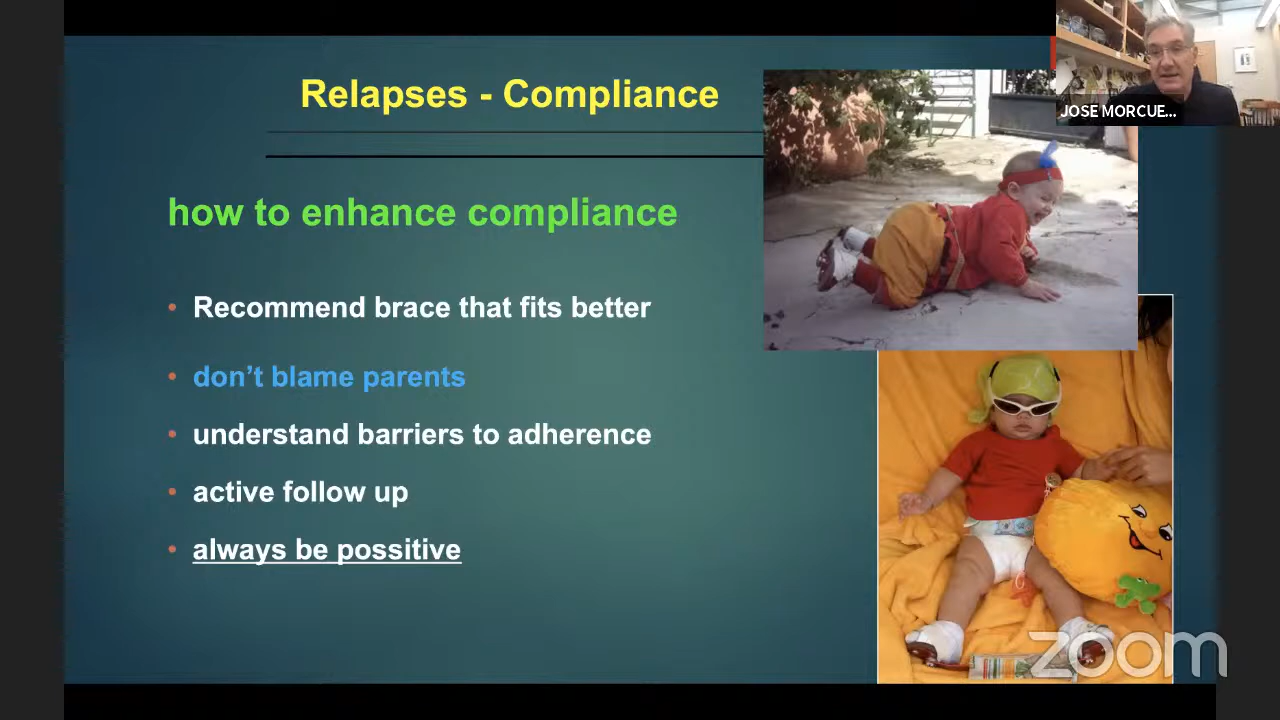 Relapses - Compliance
JOSE MORCUE...
how to enhance compliance
• Recommend brace that fits better
• don't blame parents
• understand barriers to adherence
• active follow up
• always be possitive
zoom